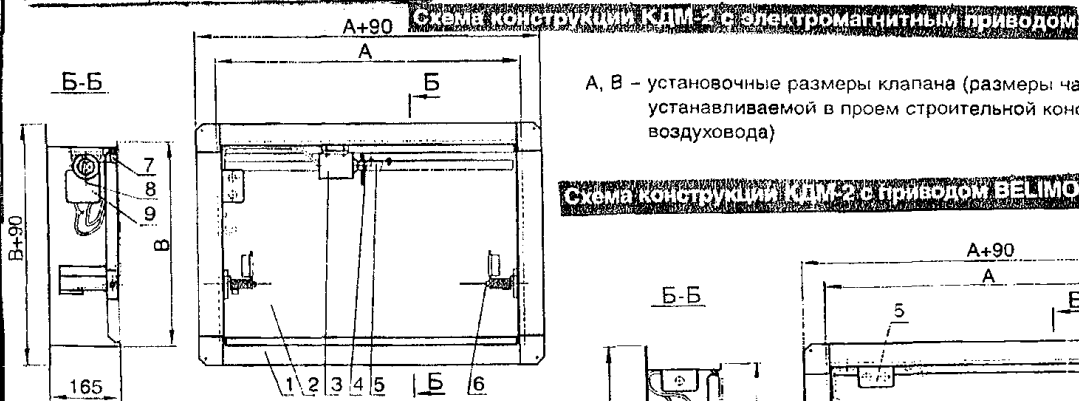 Схема конструкции КДМ-2 с электромагнитным приводом
A+90
A
Б-Б
Б
A, B – установочные размеры клапана (размеры ча
устанавливаемой в проем строительной конс
воздуховода)
7
8
9
B+90
B
Схема конструкции КДМ-2 с приводом BELIMO
A+90
A
Б-Б
5
165
1 2 3 4 5 Б 6